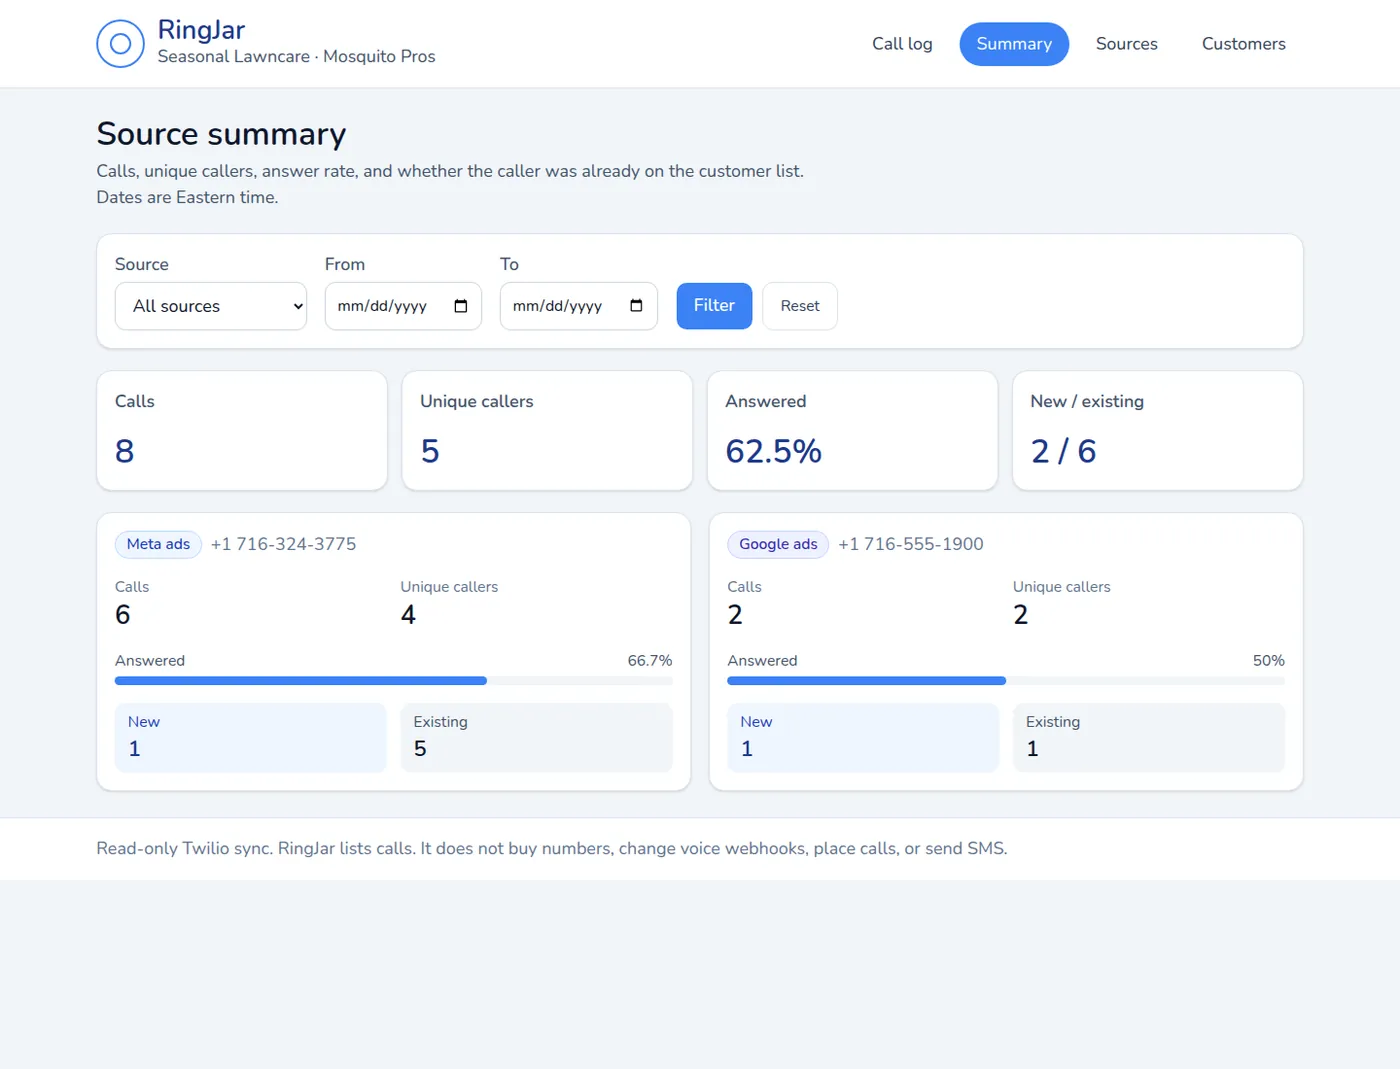 RingJar
Seasonal Lawncare · Mosquito Pros
Call log
Summary
Sources
Customers
Source summary
Calls, unique callers, answer rate, and whether the caller was already on the customer list.
Dates are Eastern time.
Source
From
To
All sources
mm/dd/yyyy
mm/dd/yyyy
Filter
Reset
Calls
8
Unique callers
5
Answered
62.5%
New / existing
2 / 6
Meta ads +1 716-324-3775
Calls
6
Unique callers
4
Answered 66.7%
New
1
Existing
5
Google ads +1 716-555-1900
Calls
2
Unique callers
2
Answered 50%
New
1
Existing
1
Read-only Twilio sync. RingJar lists calls. It does not buy numbers, change voice webhooks, place calls, or send SMS.